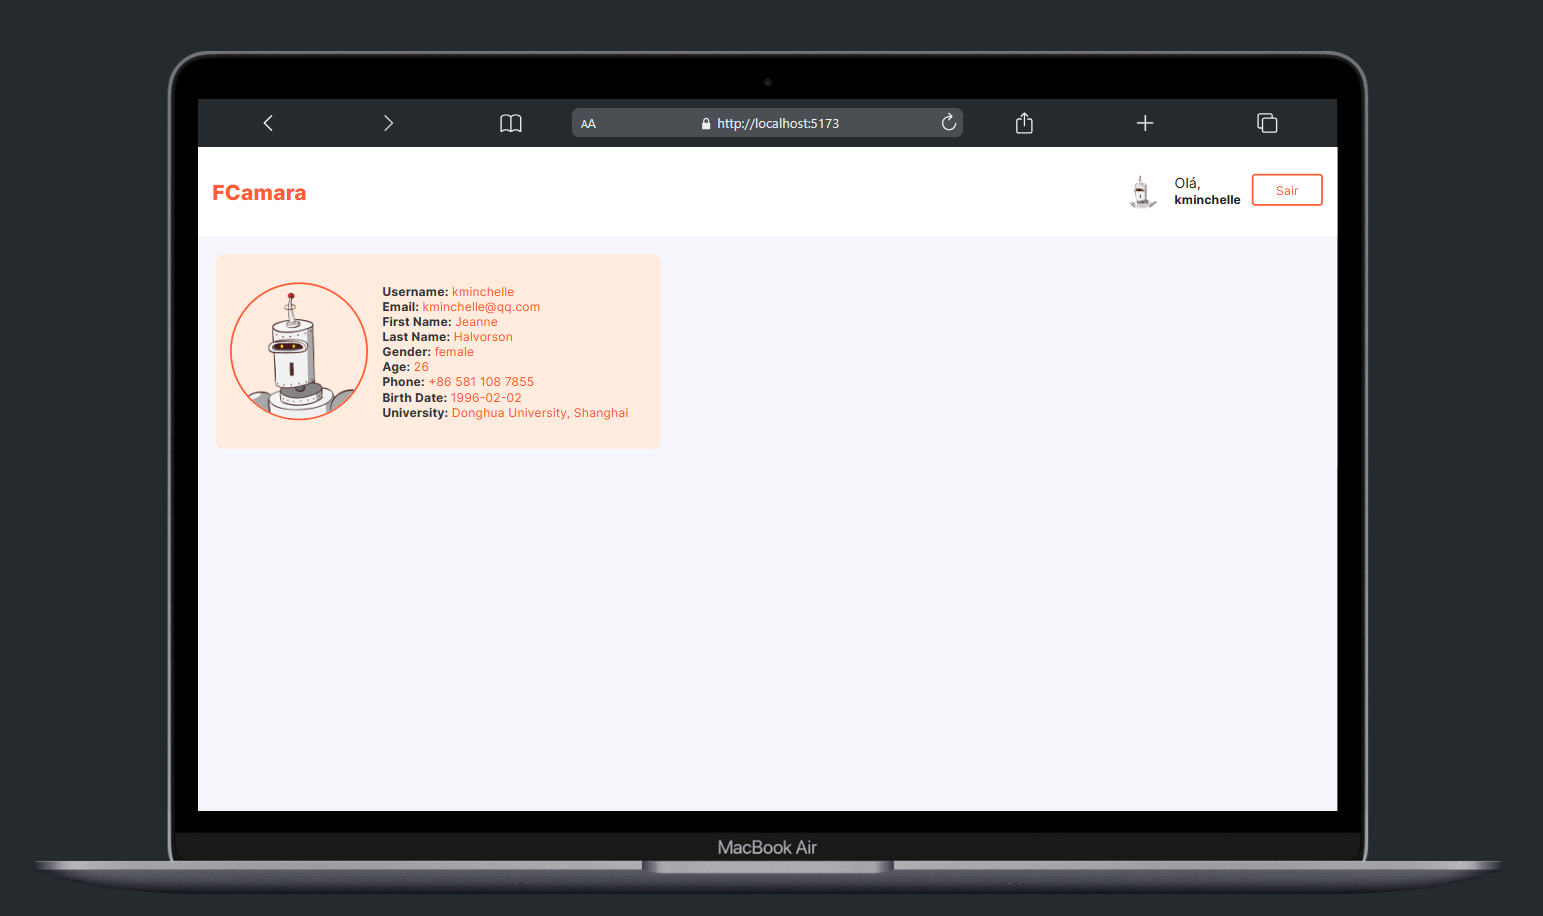 AA http://localhost:5173
FCamara
Olá,
kminchelle
Sair
Username: kminchelle
Email: kminchelle@qq.com
First Name: Jeanne
Last Name: Halvorson
Gender: female
Age: 26
Phone: +86 581 108 7855
Birth Date: 1996-02-02
University: Donghua University, Shanghai
MacBook Air